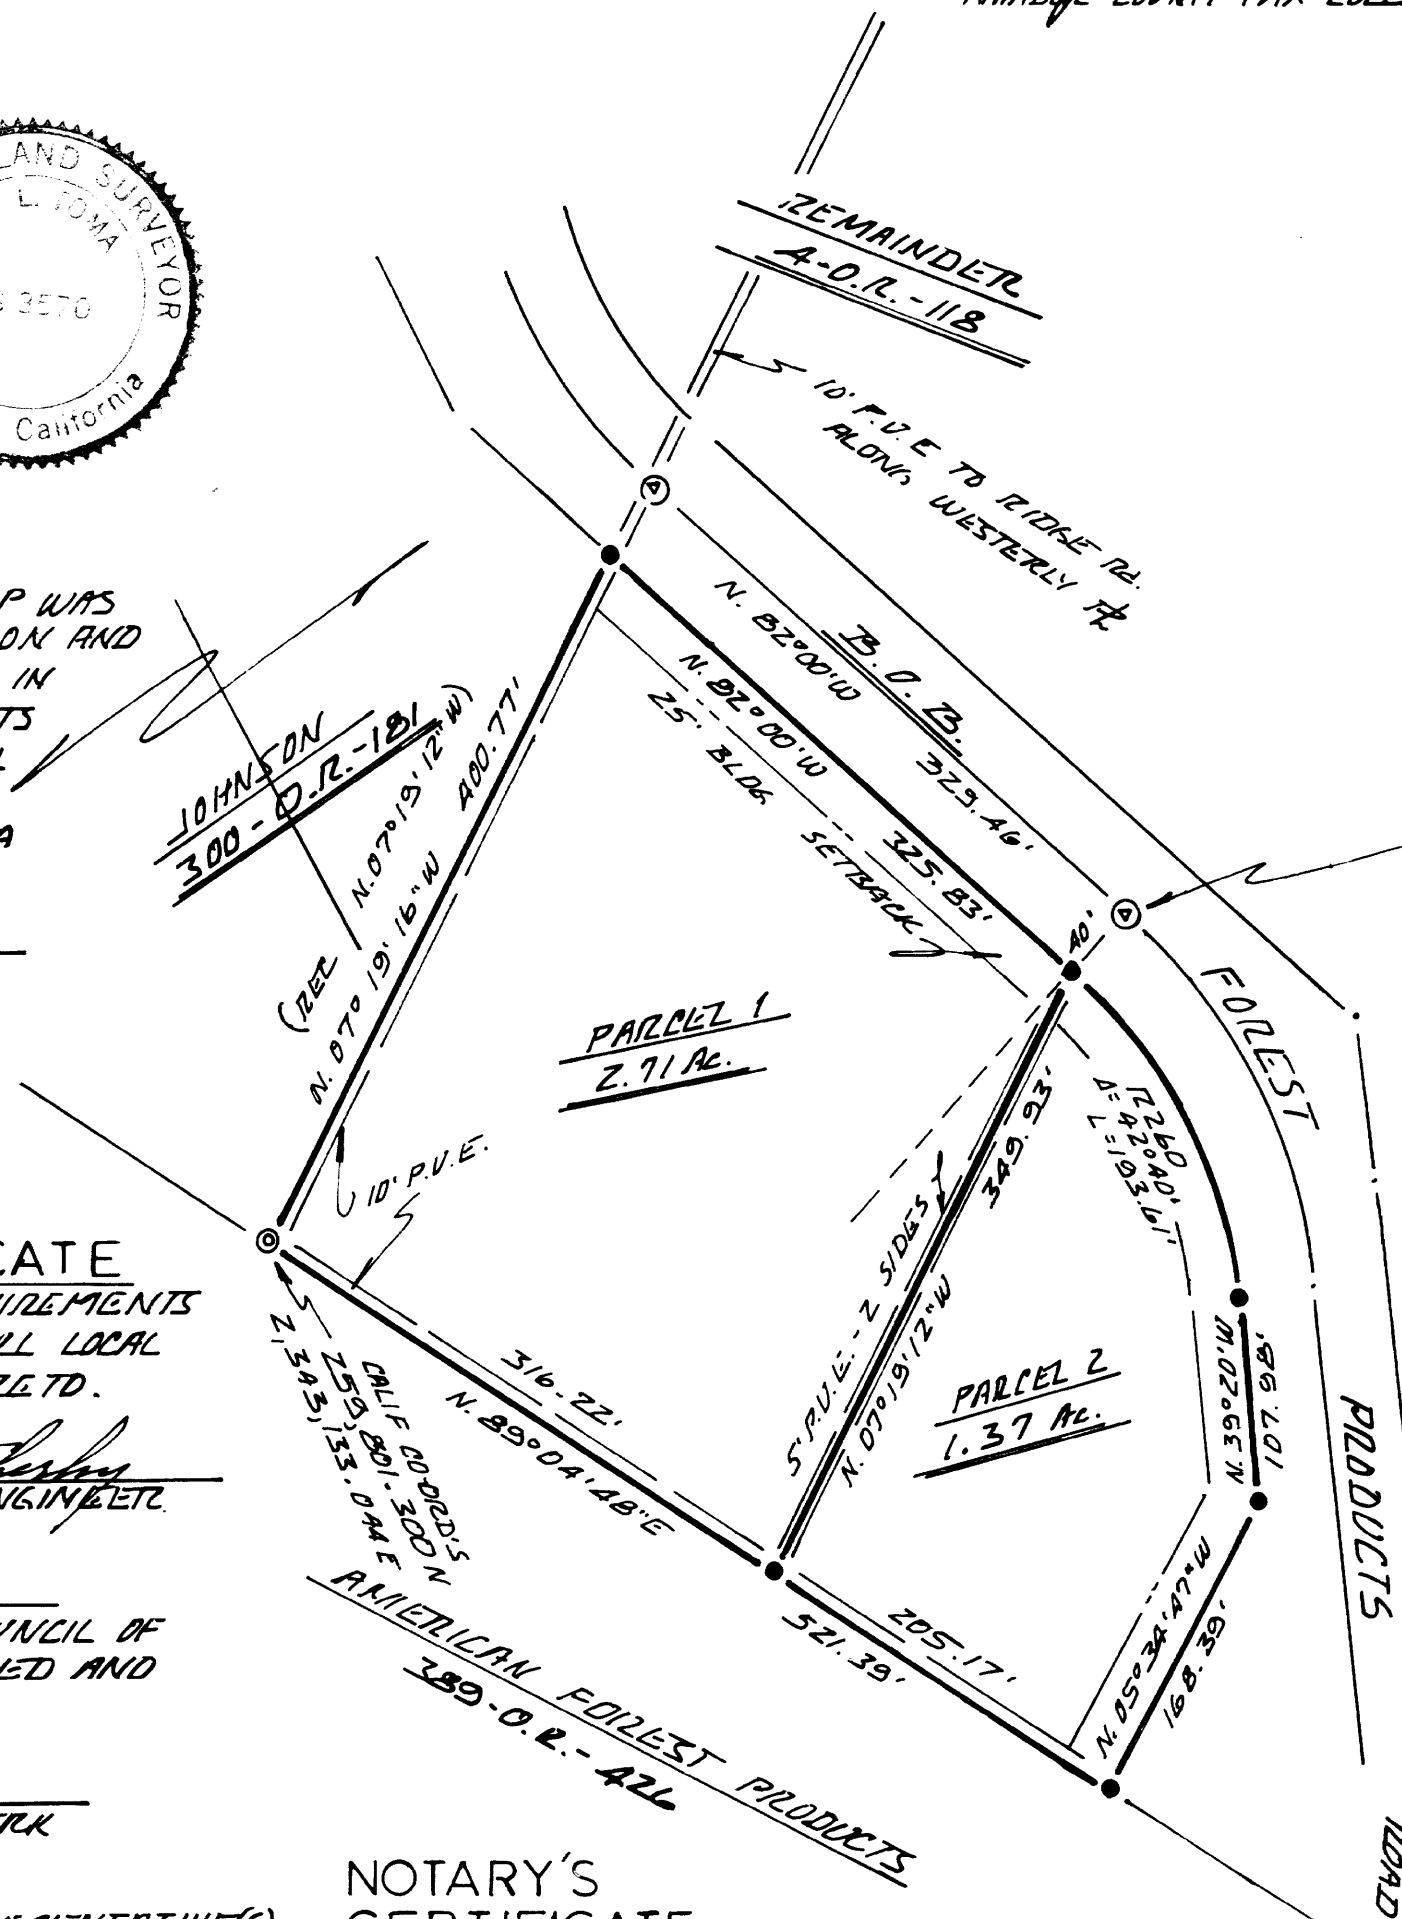 LAND SURVEYOR
L. TOMA
3570
California
REMAINDER
4-O.R.-118
10' P.U.E TO RIDGE Rd.
ALONG WESTERLY PL
P WAS
ON AND
IN
TS
A
JOHNSON
300-O.R.-181
(REC N.07°19'12"W)
N.07°19'16"W 400.77'
N.82°00'W 329.46'
B.O.B.
N.82°00'W 325.83'
25' BLDG SETBACK
40'
FOREST
PRODUCTS
ROAD
PARCEL 1
2.71 Ac.
R260
Δ=42°40'
L=193.61'
10' P.U.E.
5' P.U.E.-2 SIDES
349.93'
N.07°19'12"W
PARCEL 2
1.37 Ac.
N.39°20'W
107.98'
N.05°34'47"W
168.39'
316.22'
N.89°04'48"E
205.17'
521.39'
CALIF CO-ORD'S
259,801.300 N
2,343,133.044 E
AMERICAN FOREST PRODUCTS
389-O.R.-426
CATE
IREMENTS
LL LOCAL
RETO.
NGINEER
UNCIL OF
ED AND
ERK
NOTARY'S
CERTIFICATE